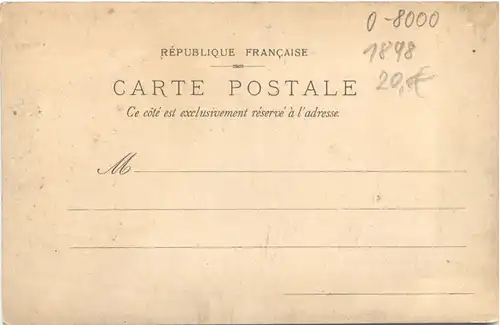 0-8000
RÉPUBLIQUE FRANÇAISE
1898
CARTE POSTALE
20,-€
Ce côté est exclusivement réservé à l'adresse.
M